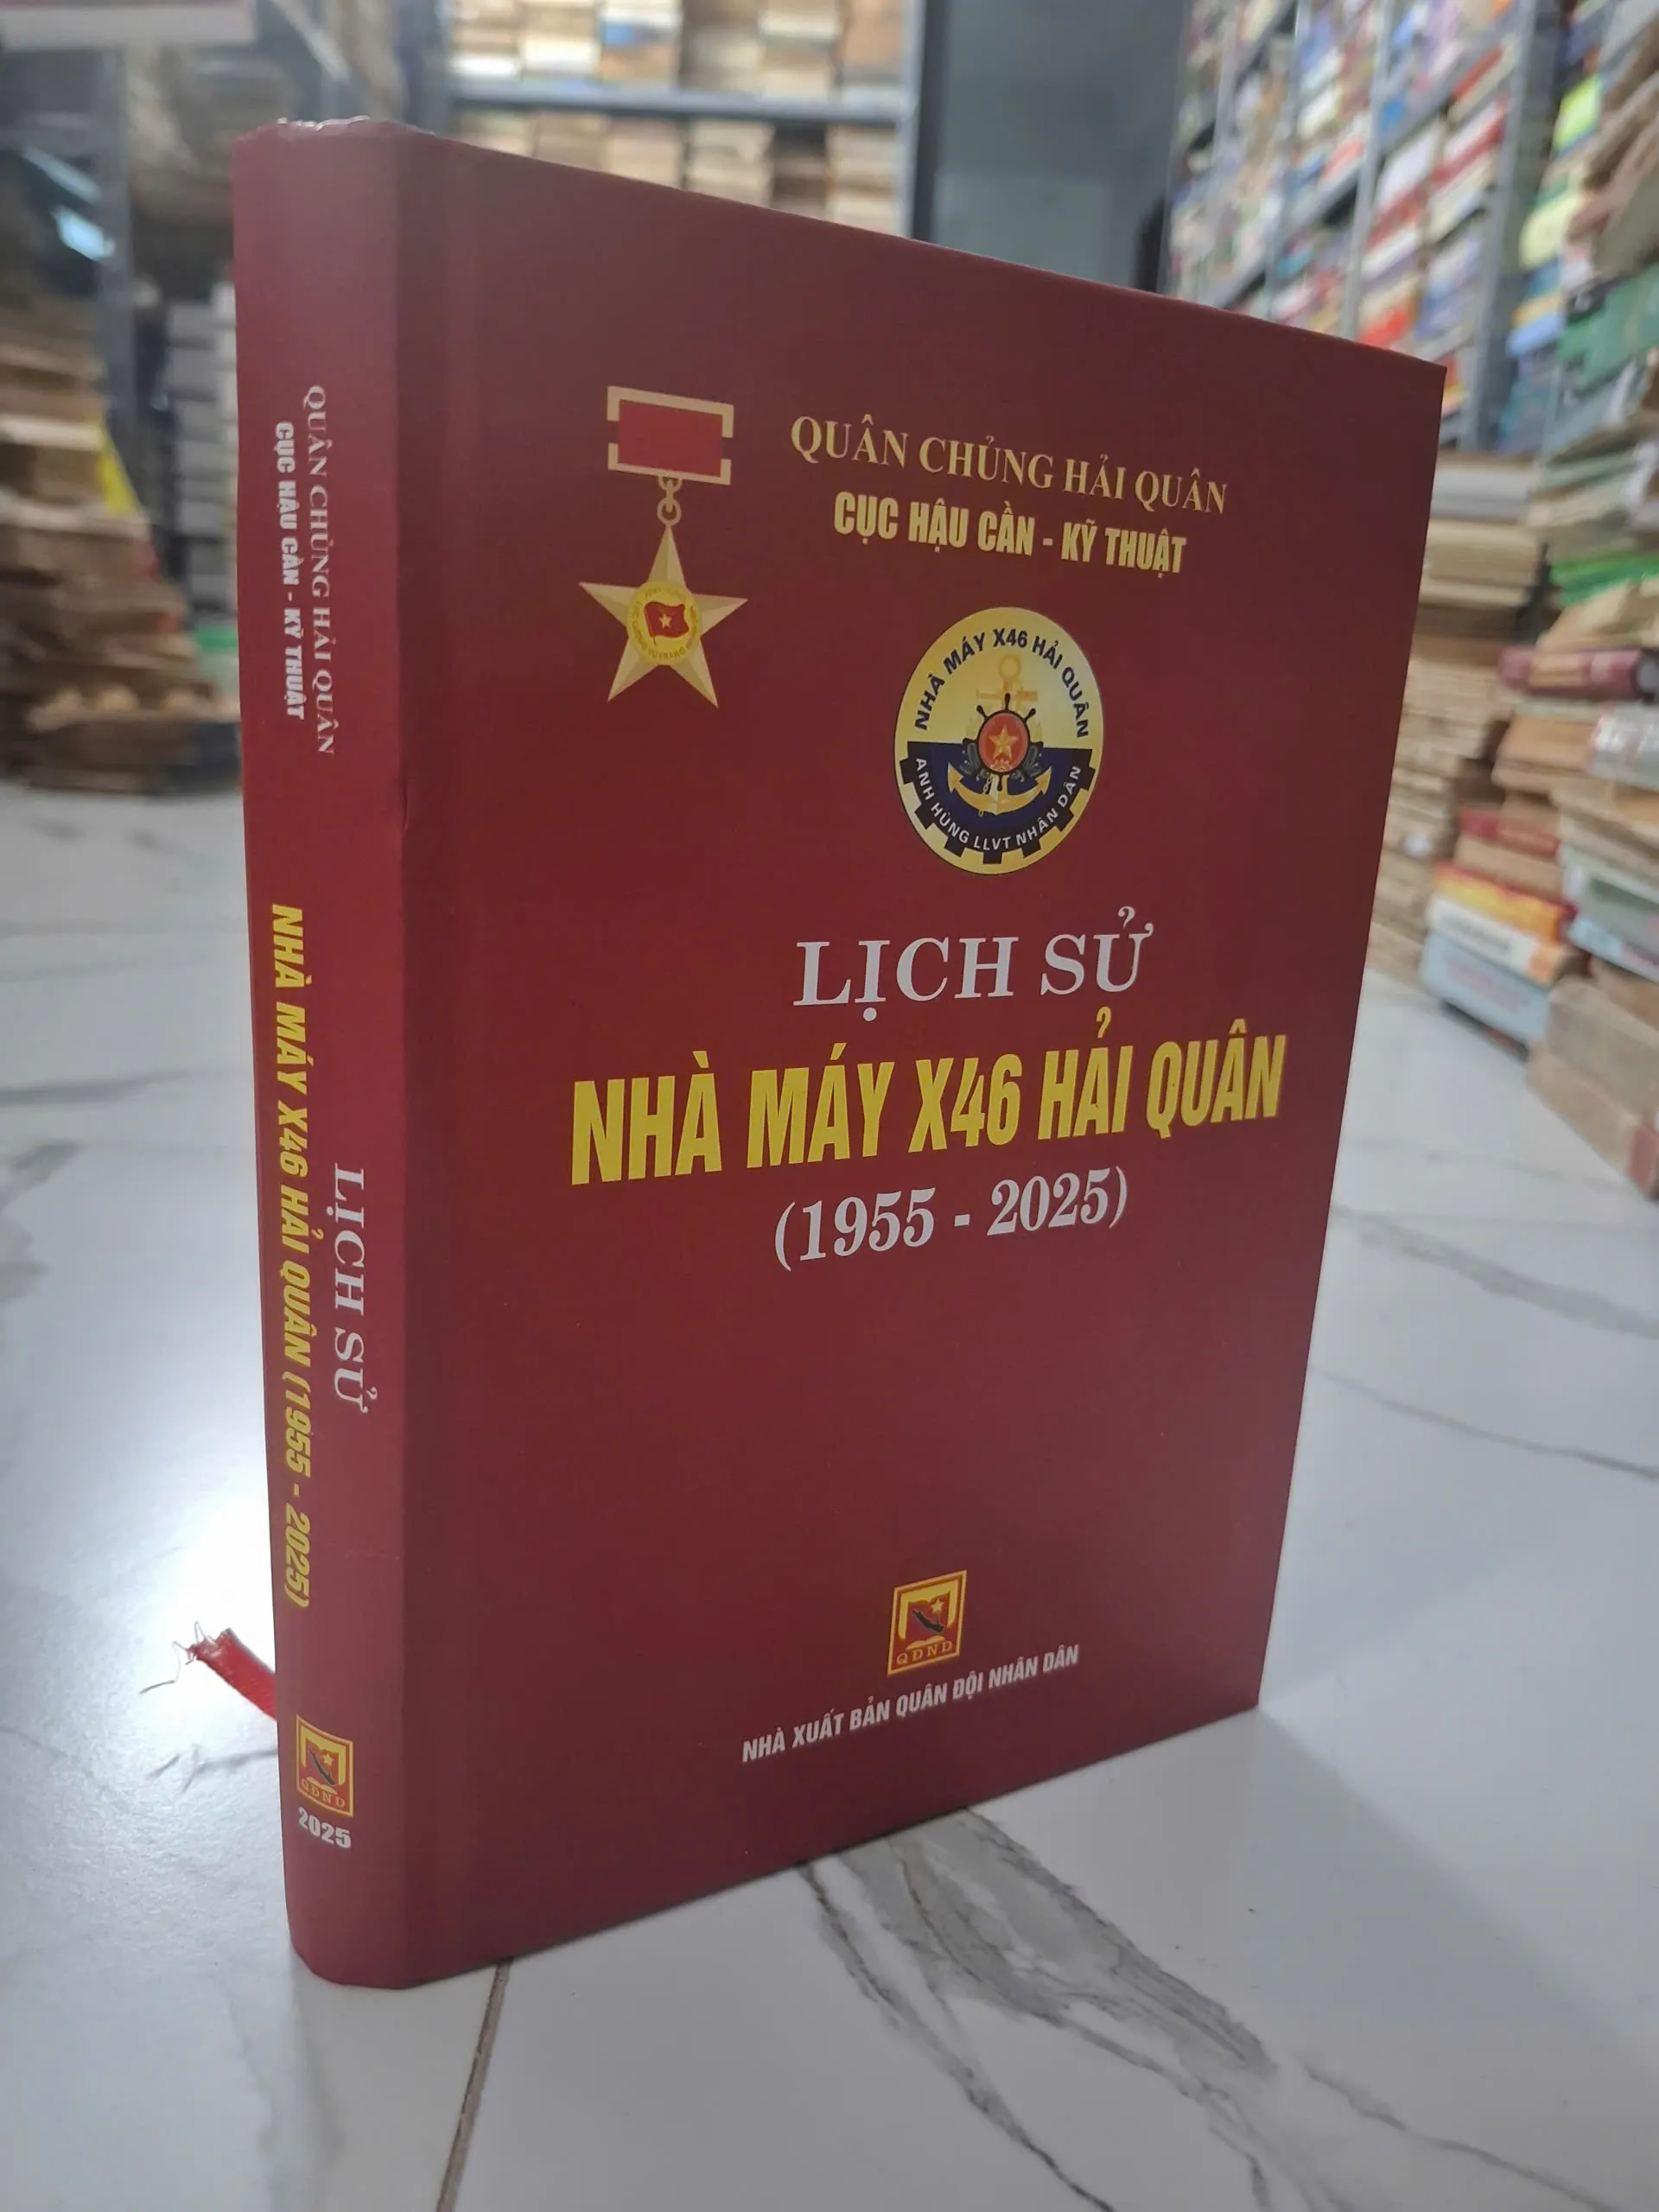 QUÂN CHỦNG HẢI QUÂN
CỤC HẬU CẦN - KỸ THUẬT
NHÀ MÁY X46 HẢI QUÂN
ANH HÙNG LLVT NHÂN DÂN
LỊCH SỬ
NHÀ MÁY X46 HẢI QUÂN
(1955 - 2025)
QĐND
NHÀ XUẤT BẢN QUÂN ĐỘI NHÂN DÂN
QUÂN CHỦNG HẢI QUÂN
CỤC HẬU CẦN - KỸ THUẬT
LỊCH SỬ
NHÀ MÁY X46 HẢI QUÂN (1955 - 2025)
QĐND
2025